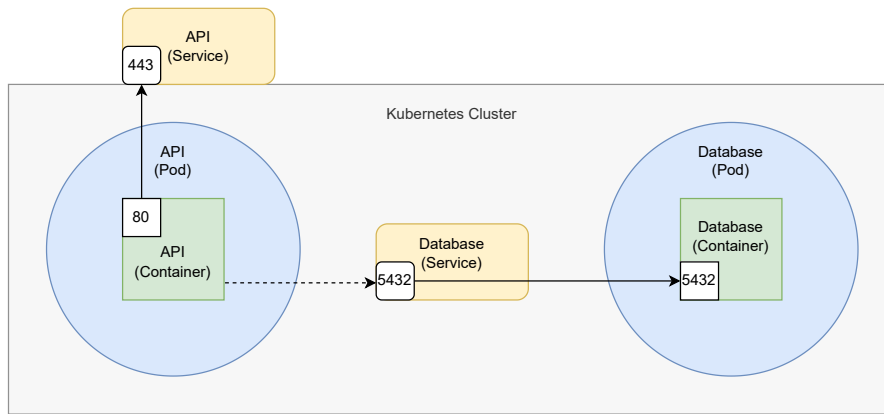 API
(Service)
443
Kubernetes Cluster
API
(Pod)
80
API
(Container)
Database
(Service)
5432
Database
(Pod)
Database
(Container)
5432